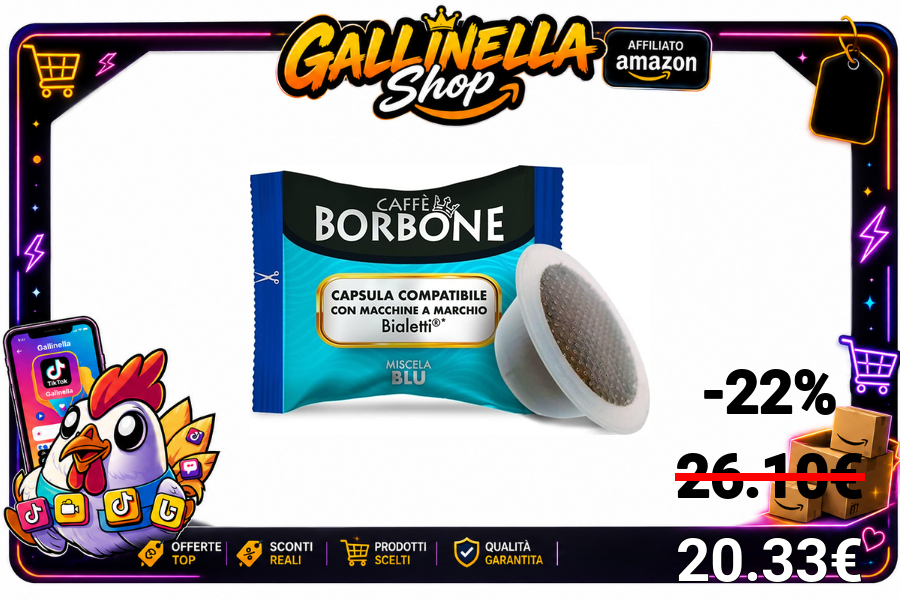 GALLINELLA
Shop
AFFILIATO
amazon
CAFFÈ
BORBONE
CAPSULA COMPATIBILE
CON MACCHINE A MARCHIO
Bialetti®*
MISCELA
BLU
Gallinella
TikTok
Gallinella
-22%
26.10€
20.33€
OFFERTE
TOP
SCONTI
REALI
PRODOTTI
SCELTI
QUALITÀ
GARANTITA